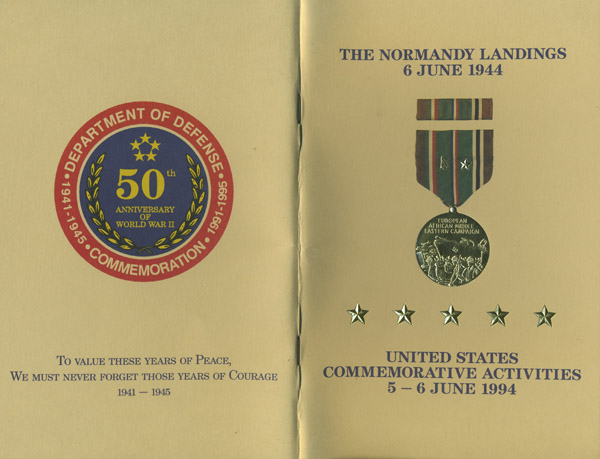 DEPARTMENT OF DEFENSE
50th
ANNIVERSARY
OF
WORLD WAR II
• 1941-1945 • COMMEMORATION • 1991-1995 •
TO VALUE THESE YEARS OF PEACE,
WE MUST NEVER FORGET THOSE YEARS OF COURAGE
1941 — 1945
THE NORMANDY LANDINGS
6 JUNE 1944
EUROPEAN
AFRICAN MIDDLE
EASTERN CAMPAIGN
UNITED STATES
COMMEMORATIVE ACTIVITIES
5 – 6 JUNE 1994